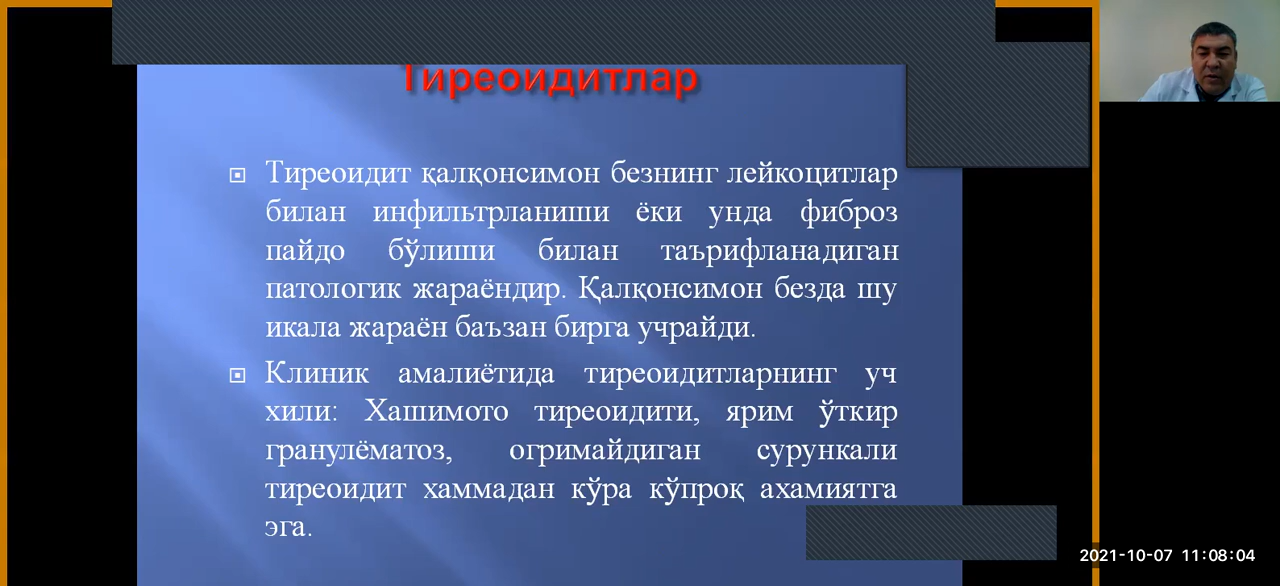 Тиреоидитлар
Тиреоидит қалқонсимон безнинг лейкоцитлар
билан инфильтрланиши ёки унда фиброз
пайдо бўлиши билан таърифланадиган
патологик жараёндир. Қалқонсимон безда шу
икала жараён баъзан бирга учрайди.
Клиник амалиётида тиреоидитларнинг уч
хили: Хашимото тиреоидити, ярим ўткир
гранулёматоз, огримайдиган сурункали
тиреоидит хаммадан кўра кўпроқ ахамиятга
эга.
2021-10-07 11:08:04